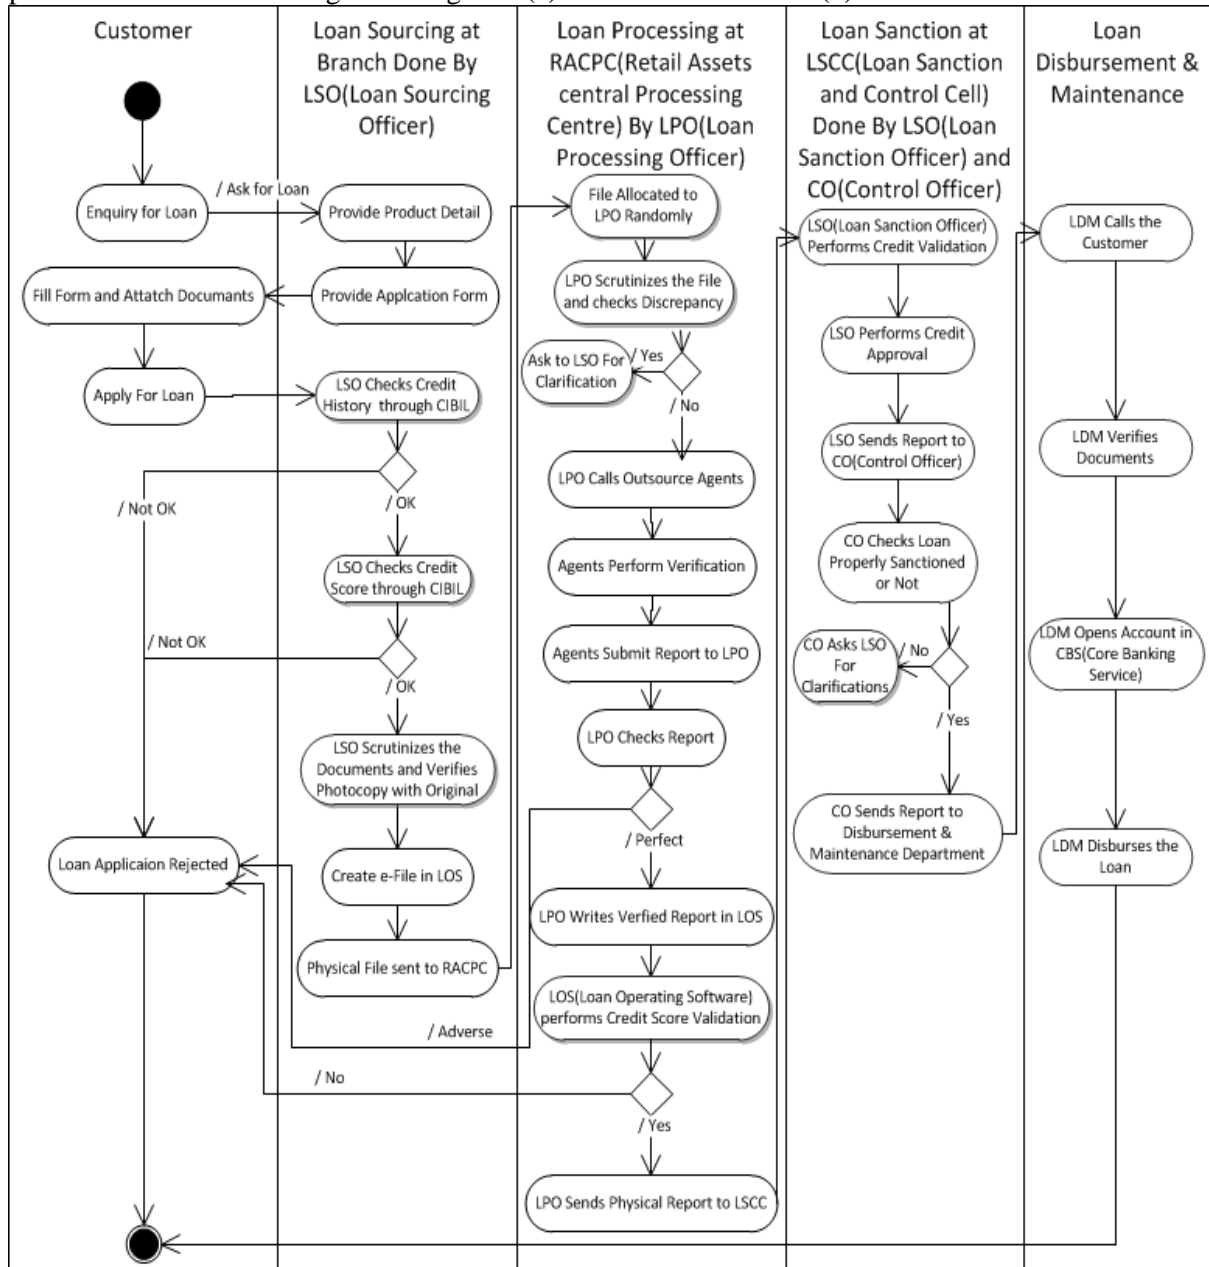 Customer
Loan Sourcing at
Branch Done By
LSO(Loan Sourcing
Officer)
Loan Processing at
RACPC(Retail Assets
central Processing
Centre) By LPO(Loan
Processing Officer)
Loan Sanction at
LSCC(Loan Sanction
and Control Cell)
Done By LSO(Loan
Sanction Officer) and
CO(Control Officer)
Loan
Disbursement &
Maintenance
Enquiry for Loan
/ Ask for Loan
Provide Product Detail
Fill Form and Attatch Documants
Provide Applcation Form
Apply For Loan
LSO Checks Credit
History through CIBIL
/ Not OK
/ OK
LSO Checks Credit
Score through CIBIL
/ Not OK
/ OK
LSO Scrutinizes the
Documents and Verifies
Photocopy with Original
Loan Applicaion Rejected
Create e-File in LOS
Physical File sent to RACPC
File Allocated to
LPO Randomly
LPO Scrutinizes the File
and checks Discrepancy
Ask to LSO For
Clarification
/ Yes
/ No
LPO Calls Outsource Agents
Agents Perform Verification
Agents Submit Report to LPO
LPO Checks Report
/ Perfect
/ Adverse
LPO Writes Verfied Report in LOS
LOS(Loan Operating Software)
performs Credit Score Validation
/ No
/ Yes
LPO Sends Physical Report to LSCC
LSO(Loan Sanction Officer)
Performs Credit Validation
LSO Performs Credit
Approval
LSO Sends Report to
CO(Control Officer)
CO Checks Loan
Properly Sanctioned
or Not
CO Asks LSO
For
Clarifications
/ No
/ Yes
CO Sends Report to
Disbursement &
Maintenance Department
LDM Calls the
Customer
LDM Verifies
Documents
LDM Opens Account in
CBS(Core Banking
Service)
LDM Disburses the
Loan